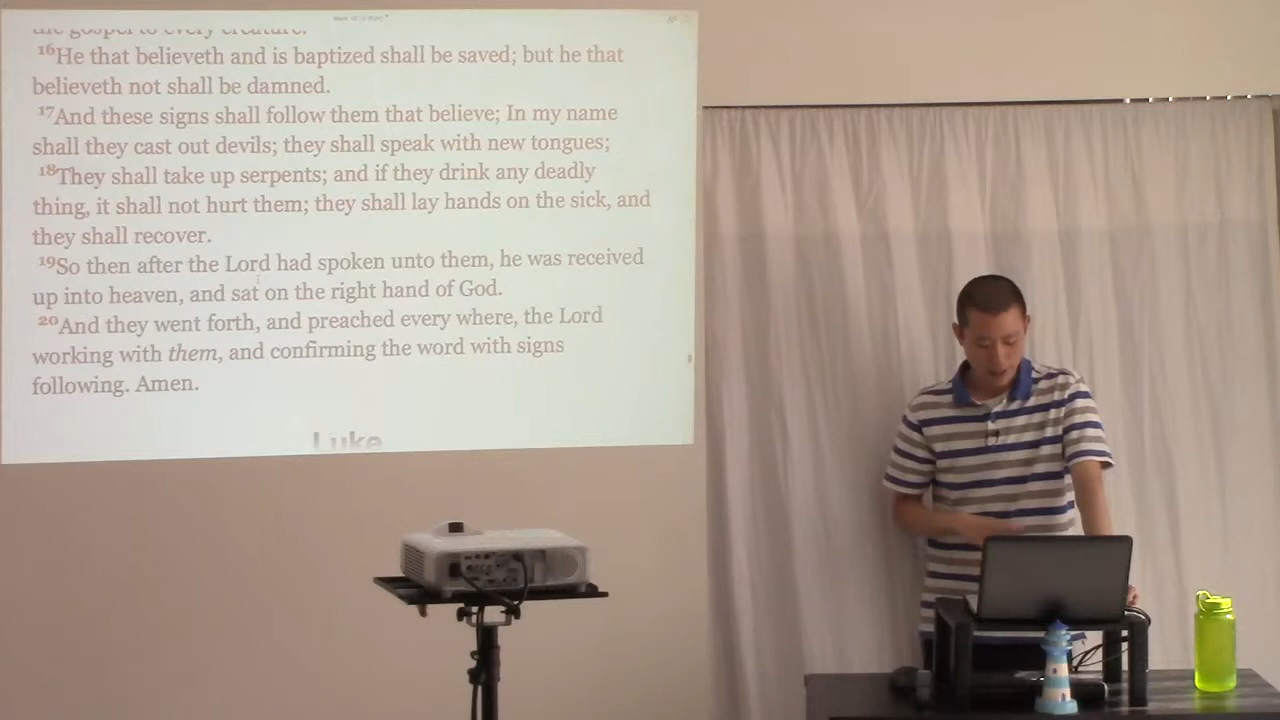 the gospel to every creature.
16He that believeth and is baptized shall be saved; but he that
believeth not shall be damned.
17And these signs shall follow them that believe; In my name
shall they cast out devils; they shall speak with new tongues;
18They shall take up serpents; and if they drink any deadly
thing, it shall not hurt them; they shall lay hands on the sick, and
they shall recover.
19So then after the Lord had spoken unto them, he was received
up into heaven, and sat on the right hand of God.
20And they went forth, and preached every where, the Lord
working with them, and confirming the word with signs
following. Amen.
Luke